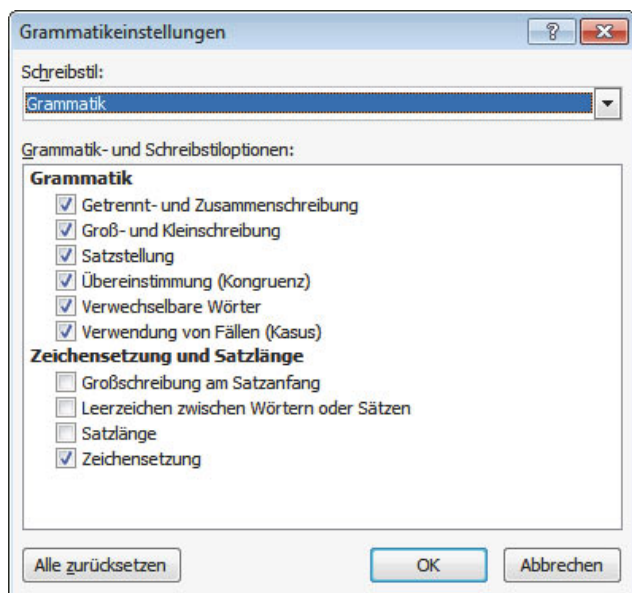 Grammatikeinstellungen
Schreibstil:
Grammatik
Grammatik- und Schreibstiloptionen:
Grammatik
Getrennt- und Zusammenschreibung
Groß- und Kleinschreibung
Satzstellung
Übereinstimmung (Kongruenz)
Verwechselbare Wörter
Verwendung von Fällen (Kasus)
Zeichensetzung und Satzlänge
Großschreibung am Satzanfang
Leerzeichen zwischen Wörtern oder Sätzen
Satzlänge
Zeichensetzung
Alle zurücksetzen OK Abbrechen